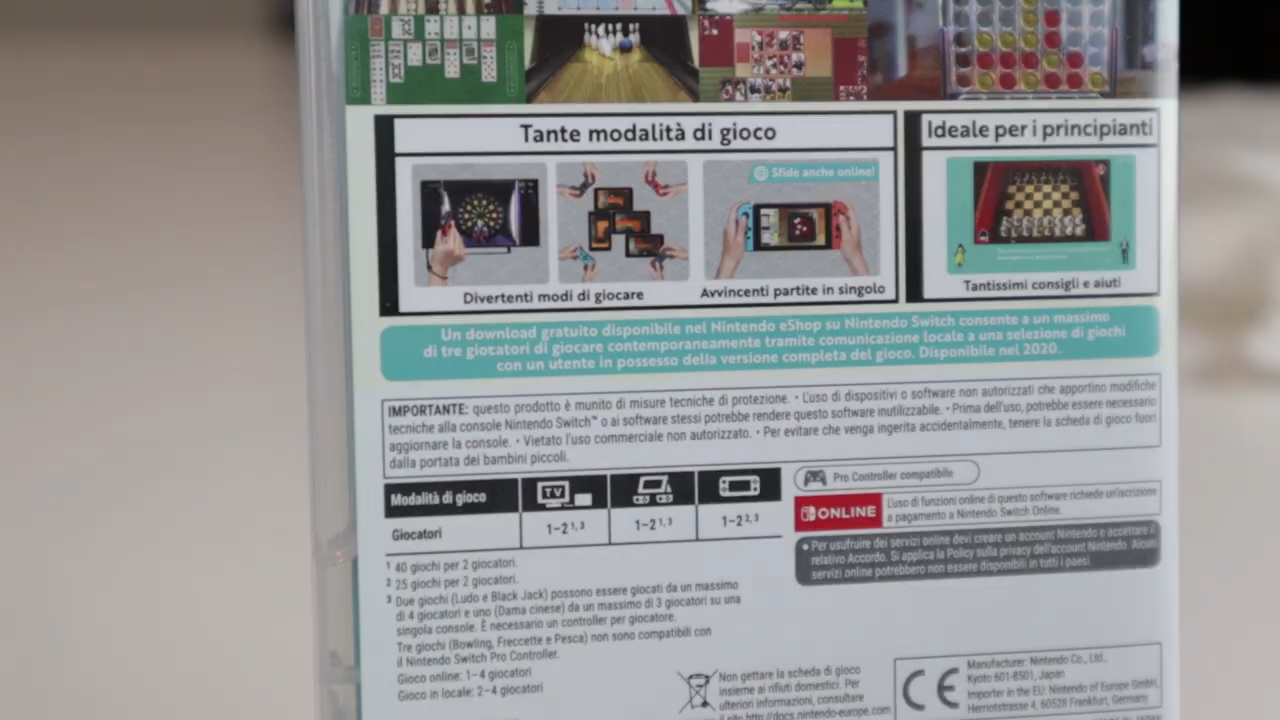 Tante modalità di gioco
Sfide anche online!
Divertenti modi di giocare
Avvincenti partite in singolo
Ideale per i principianti
Tantissimi consigli e aiuti
Un download gratuito disponibile nel Nintendo eShop su Nintendo Switch consente a un massimo
di tre giocatori di giocare contemporaneamente tramite comunicazione locale a una selezione di giochi
con un utente in possesso della versione completa del gioco. Disponibile nel 2020.
IMPORTANTE: questo prodotto è munito di misure tecniche di protezione. • L'uso di dispositivi o software non autorizzati che apportino modifiche
tecniche alla console Nintendo Switch™ o ai software stessi potrebbe rendere questo software inutilizzabile. • Prima dell'uso, potrebbe essere necessario
aggiornare la console. • Vietato l'uso commerciale non autorizzato. • Per evitare che venga ingerita accidentalmente, tenere la scheda di gioco fuori
dalla portata dei bambini piccoli.
Modalità di gioco TV
Giocatori 1-2 1, 3 1-2 1, 3 1-2 2, 3
Pro Controller compatibile
ONLINE
L'uso di funzioni online di questo software richiede un'iscrizione
a pagamento a Nintendo Switch Online.
• Per usufruire dei servizi online devi creare un account Nintendo e accettare il
relativo Accordo. Si applica la Policy sulla privacy dell'account Nintendo. Alcuni
servizi online potrebbero non essere disponibili in tutti i paesi.
1 40 giochi per 2 giocatori.
2 25 giochi per 2 giocatori.
3 Due giochi (Ludo e Black Jack) possono essere giocati da un massimo
di 4 giocatori e uno (Dama cinese) da un massimo di 3 giocatori su una
singola console. È necessario un controller per giocatore.
Tre giochi (Bowling, Freccette e Pesca) non sono compatibili con
il Nintendo Switch Pro Controller.
Gioco online: 1-4 giocatori
Gioco in locale: 2-4 giocatori
Non gettare la scheda di gioco
insieme ai rifiuti domestici. Per
ulteriori informazioni, consultare
il sito http://docs.nintendo-europe.com
CE
Manufacturer: Nintendo Co., Ltd.,
Kyoto 601-8501, Japan
Importer in the EU: Nintendo of Europe GmbH,
Herriotstrasse 4, 60528 Frankfurt, Germany